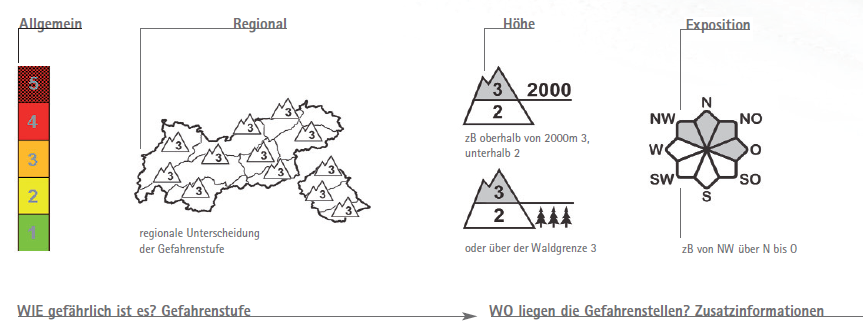 Allgemein
Regional
Höhe
Exposition
5
4
3
2
1
3
3
3
3
3
3
3
3
3
3
3
3
regionale Unterscheidung
der Gefahrenstufe
3 2000
2
zB oberhalb von 2000m 3,
unterhalb 2
3
2
oder über der Waldgrenze 3
N
NW NO
W O
SW SO
S
zB von NW über N bis O
WIE gefährlich ist es? Gefahrenstufe
WO liegen die Gefahrenstellen? Zusatzinformationen